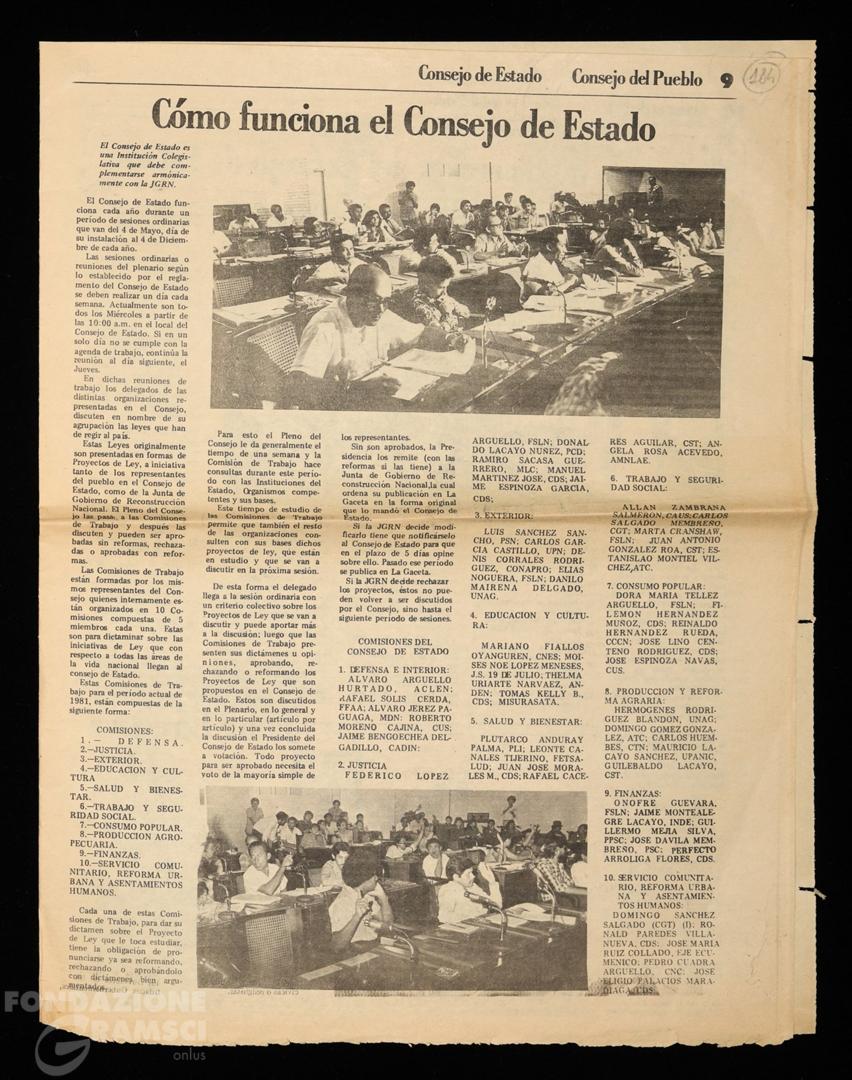 Consejo de Estado Consejo del Pueblo 9
184
Cómo funciona el Consejo de Estado
El Consejo de Estado es
una Institución Colegis-
lativa que debe com-
plementarse armónica-
mente con la JGRN.
El Consejo de Estado fun-
ciona cada año durante un
período de sesiones ordinarias
que van del 4 de Mayo, día de
su instalación al 4 de Diciem-
bre de cada año.
Las sesiones ordinarias o
reuniones del plenario según
lo establecido por el regla-
mento del Consejo de Estado
se deben realizar un día cada
semana. Actualmente son to-
dos los Miércoles a partir de
las 10:00 a.m. en el local del
Consejo de Estado. Si en un
solo día no se cumple con la
agenda de trabajo, continúa la
reunión al día siguiente, el
Jueves.
En dichas reuniones de
trabajo los delegados de las
distintas organizaciones re-
presentadas en el Consejo,
discuten en nombre de su
agrupación las leyes que han
de regir al país.
Estas Leyes originalmente
son presentadas en formas de
Proyectos de Ley, a iniciativa
tanto de los representantes
del pueblo en el Consejo de
Estado, como de la Junta de
Gobierno de Reconstrucción
Nacional. El Pleno del Conse-
jo las pasa, a las Comisiones
de Trabajo y después las
discuten y pueden ser apro-
badas sin reformas, rechaza-
das o aprobadas con refor-
mas.
Las Comisiones de Trabajo
están formadas por los mis-
mos representantes del Con-
sejo quienes internamente es-
tán organizados en 10 Co-
misiones compuestas de 5
miembros cada una. Estas
son para dictaminar sobre las
iniciativas de Ley que con
respecto a todas las áreas de
la vida nacional llegan al
consejo de Estado.
Estas Comisiones de Tra-
bajo para el período actual de
1981, están compuestas de la
siguiente forma:
COMISIONES:
1.— DEFENSA.
2.—JUSTICIA.
3.—EXTERIOR.
4.—EDUCACION Y CUL-
TURA
5.—SALUD Y BIENES-
TAR.
6.—TRABAJO Y SEGU-
RIDAD SOCIAL.
7.—CONSUMO POPULAR.
8.—PRODUCCION AGRO-
PECUARIA.
9.—FINANZAS.
10.—SERVICIO COMU-
NITARIO, REFORMA UR-
BANA Y ASENTAMIENTOS
HUMANOS.
Cada una de estas Comi-
siones de Trabajo, para dar su
dictamen sobre el Proyecto
de Ley que le toca estudiar,
tiene la obligación de pro-
nunciarse ya sea reformando,
rechazando o aprobándolo
con dictámenes bien argu-
mentados.
Para esto el Pleno del
Consejo le da generalmente el
tiempo de una semana y la
Comisión de Trabajo hace
consultas durante este perío-
do con las Instituciones del
Estado, Organismos compe-
tentes y sus bases.
Este tiempo de estudio de
las Comisiones de Trabajo
permite que también el resto
de las organizaciones con-
sulten con sus bases dichos
proyectos de ley, que están
en estudio y que se van a
discutir en la próxima sesión.
De esta forma el delegado
llega a la sesión ordinaria con
un criterio colectivo sobre los
Proyectos de Ley que se van a
discutir y puede aportar más
a la discusión; luego que las
Comisiones de Trabajo pre-
senten sus dictámenes u opi-
niones, aprobando, re-
chazando o reformando los
Proyectos de Ley que son
propuestos en el Consejo de
Estado. Estos son discutidos
en el Plenario, en lo general y
en lo particular (artículo por
artículo) y una vez concluida
la discusión el Presidente del
Consejo de Estado los somete
a votación. Todo proyecto
para ser aprobado necesita el
voto de la mayoría simple de
los representantes.
Sin son aprobados, la Pre-
sidencia los remite (con las
reformas si las tiene) a la
Junta de Gobierno de Re-
construcción Nacional, la cual
ordena su publicación en La
Gaceta en la forma original
que lo mandó el Consejo de
Estado.
Si la JGRN decide modi-
ficarlo tiene que notificárselo
al Consejo de Estado para que
en el plazo de 5 días opine
sobre ello. Pasado ese período
se publica en La Gaceta.
Si la JGRN decide rechazar
los proyectos, éstos no pue-
den volver a ser discutidos
por el Consejo, sino hasta el
siguiente período de sesiones.
COMISIONES DEL
CONSEJO DE ESTADO
1. DEFENSA E INTERIOR:
ALVARO ARGUELLO
HURTADO, ACLEN;
RAFAEL SOLIS CERDA,
FFAA; ALVARO JEREZ PA-
GUAGA, MDN: ROBERTO
MORENO CAJINA, CUS;
JAIME BENGOECHEA DEL-
GADILLO, CADIN:
2. JUSTICIA
FEDERICO LOPEZ
ARGUELLO, FSLN; DONAL-
DO LACAYO NUÑEZ, PCD;
RAMIRO SACASA GUE-
RRERO, MLC; MANUEL
MARTINEZ JOSE, CDS; JAI-
ME ESPINOZA GARCIA,
CDS;
3. EXTERIOR:
LUIS SANCHEZ SAN-
CHO, PSN; CARLOS GAR-
CIA CASTILLO, UPN; DE-
NIS CORRALES RODRI-
GUEZ, CONAPRO; ELIAS
NOGUERA, FSLN; DANILO
MAIRENA DELGADO,
UNAG.
4. EDUCACION Y CULTU-
RA:
MARIANO FIALLOS
OYANGUREN, CNES; MOI-
SES NOE LOPEZ MENESES,
J.S. 19 DE JULIO; THELMA
URIARTE NARVAEZ, AN-
DEN; TOMAS KELLY B.,
CDS; MISURASATA.
5. SALUD Y BIENESTAR:
PLUTARCO ANDURAY
PALMA, PLI; LEONTE CA-
NALES TIJERINO, FETSA-
LUD; JUAN JOSE MORA-
LES M., CDS; RAFAEL CACE-
RES AGUILAR, CST; AN-
GELA ROSA ACEVEDO,
AMNLAE.
6. TRABAJO Y SEGURI-
DAD SOCIAL:
ALLAN ZAMBRANA
SALMERON, CAUS; CARLOS
SALGADO MEMBREÑO,
CGT; MARTA CRANSHAW,
FSLN; JUAN ANTONIO
GONZALEZ ROA, CST; ES-
TANISLAO MONTIEL VIL-
CHEZ, ATC.
7. CONSUMO POPULAR:
DORA MARIA TELLEZ
ARGUELLO, FSLN; FI-
LEMON HERNANDEZ
MUÑOZ, CDS; REINALDO
HERNANDEZ RUEDA,
CCCN; JOSE LINO CEN-
TENO RODRIGUEZ, CDS;
JOSE ESPINOZA NAVAS,
CUS.
8. PRODUCCION Y REFOR-
MA AGRARIA:
HERMOGENES RODRI-
GUEZ BLANDON, UNAG;
DOMINGO GOMEZ GONZA-
LEZ, ATC; CARLOS HUEM-
BES, CTN; MAURICIO LA-
CAYO SANCHEZ, UPANIC,
GUILEBALDO LACAYO,
CST.
9. FINANZAS:
ONOFRE GUEVARA,
FSLN; JAIME MONTEALE-
GRE LACAYO, INDE; GUI-
LLERMO MEJIA SILVA,
PPSC; JOSE DAVILA MEM-
BREÑO, PSC; PERFECTO
ARROLIGA FLORES, CDS.
10. SERVICIO COMUNITA-
RIO, REFORMA URBA-
NA Y ASENTAMIEN-
TOS HUMANOS:
DOMINGO SANCHEZ
SALGADO (CGT) (I); RO-
NALD PAREDES VILLA-
NUEVA, CDS; JOSE MARIA
RUIZ COLLADO, EJE ECU-
MENICO; PEDRO CUADRA
ARGUELLO, CNC; JOSE
ELIGIO PALACIOS MARA-
DIAGA, CDS.
FONDAZIONE
GRAMSCI
onlus